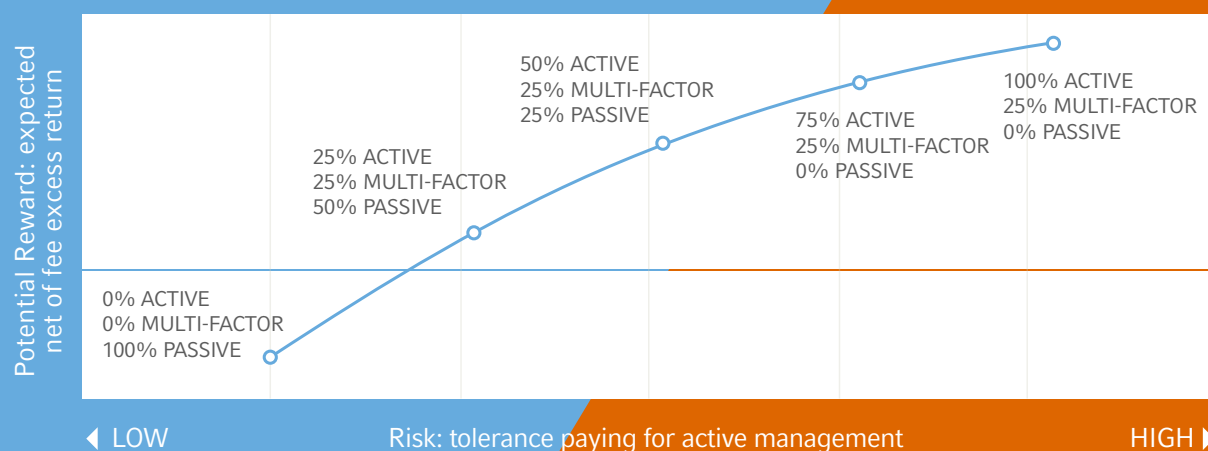 Potential Reward: expected
net of fee excess return
0% ACTIVE
0% MULTI-FACTOR
100% PASSIVE
25% ACTIVE
25% MULTI-FACTOR
50% PASSIVE
50% ACTIVE
25% MULTI-FACTOR
25% PASSIVE
75% ACTIVE
25% MULTI-FACTOR
0% PASSIVE
100% ACTIVE
25% MULTI-FACTOR
0% PASSIVE
LOW
Risk: tolerance paying for active management
HIGH